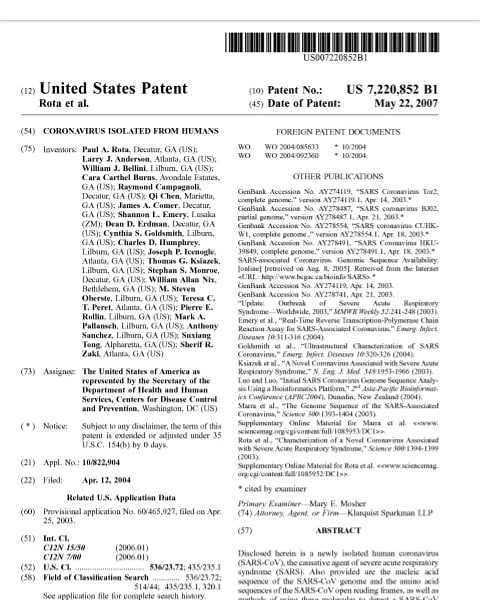 US007220852B1
(12) United States Patent
Rota et al.
(10) Patent No.: US 7,220,852 B1
(45) Date of Patent: May 22, 2007
(54) CORONAVIRUS ISOLATED FROM HUMANS
(75) Inventors: Paul A. Rota, Decatur, GA (US);
Larry J. Anderson, Atlanta, GA (US);
William J. Bellini, Lilburn, GA (US);
Cara Carthel Burns, Avondale Estates,
GA (US); Raymond Campagnoli,
Decatur, GA (US); Qi Chen, Marietta,
GA (US); James A. Comer, Decatur,
GA (US); Shannon L. Emery, Lusaka
(ZM); Dean D. Erdman, Decatur, GA
(US); Cynthia S. Goldsmith, Lilburn,
GA (US); Charles D. Humphrey,
Lilburn, GA (US); Joseph P. Icenogle,
Atlanta, GA (US); Thomas G. Ksiazek,
Lilburn, GA (US); Stephan S. Monroe,
Decatur, GA (US); William Allan Nix,
Bethlehem, GA (US); M. Steven
Oberste, Lilburn, GA (US); Teresa C.
T. Peret, Atlanta, GA (US); Pierre E.
Rollin, Lilburn, GA (US); Mark A.
Pallansch, Lilburn, GA (US); Anthony
Sanchez, Lilburn, GA (US); Suxiang
Tong, Alpharetta, GA (US); Sherif R.
Zaki, Atlanta, GA (US)
(73) Assignee: The United States of America as
represented by the Secretary of the
Department of Health and Human
Services, Centers for Disease Control
and Prevention, Washington, DC (US)
( * ) Notice: Subject to any disclaimer, the term of this
patent is extended or adjusted under 35
U.S.C. 154(b) by 0 days.
(21) Appl. No.: 10/822,904
(22) Filed: Apr. 12, 2004
Related U.S. Application Data
(60) Provisional application No. 60/465,927, filed on Apr.
25, 2003.
(51) Int. Cl.
C12N 15/50 (2006.01)
C12N 7/00 (2006.01)
(52) U.S. Cl. ............................. 536/23.72; 435/235.1
(58) Field of Classification Search ............ 536/23.72;
514/44; 435/235.1, 320.1
See application file for complete search history.
FOREIGN PATENT DOCUMENTS
WO WO 2004/085633 * 10/2004
WO WO 2004/092360 * 10/2004
OTHER PUBLICATIONS
GenBank Accession No. AY274119, "SARS Coronavirus Tor2,
complete genome," version AY274119.1, Apr. 14, 2003.*
GenBank Accession No. AY278487, "SARS coronavirus BJ02,
partial genome," version AY278487.1, Apr. 21, 2003.*
Genbank Accession No. AY278554, "SARS Coronavirus CUHK-
W1, complete genome," version AY278554.1, Apr. 18, 2003.*
GenBank Accession No. AY278491, "SARS Coronavirus HKU-
39849, complete genome," version AY278491.1, Apr. 18, 2003.*
SARS-associated Coronavirus. Genomic Sequence Availability.
[online] [retreived on Aug. 8, 2005]. Retreived from the Internet
<URL: http://www.bcgsc.ca/bioinfo/SARS>.*
GenBank Accession No. AY274119, Apr. 14, 2003.
GenBank Accession No. AY278741, Apr. 21, 2003.
"Update: Outbreak of Severe Acute Respiratory
Syndrome—Worldwide, 2003," MMWR Weekly 52:241-248 (2003).
Emery et al., "Real-Time Reverse Transcription-Polymerase Chain
Reaction Assay for SARS-Associated Coronavirus," Emerg. Infect.
Diseases 10:311-316 (2004).
Goldsmith et al., "Ultrastructural Characterization of SARS
Coronavirus," Emerg. Infect. Diseases 10:320-326 (2004).
Ksiazek et al., "A Novel Coronavirus Associated with Severe Acute
Respiratory Syndrome," N. Eng. J. Med. 348:1953-1966 (2003).
Luo and Luo, "Initial SARS Coronavirus Genome Sequence Analy-
sis Using a Bioinformatics Platform," 2nd Asia-Pacific Bioinformat-
ics Conference (APBC2004), Dunedin, New Zealand (2004).
Marra et al., "The Genome Sequence of the SARS-Associated
Coronavirus," Science 300:1393-1404 (2003).
Supplementary Online Material for Marra et al. <<www.
sciencemag.org/cgi/content/full/1085953/DC1>>.
Rota et al., "Characterization of a Novel Coronavirus Associated
with Severe Acute Respiratory Syndrome," Science 300:1394-1399
(2003).
Supplementary Online Material for Rota et al. <<www.sciencemag.
org/cgi/content/full/1085952/DC1>>.
* cited by examiner
Primary Examiner—Mary E. Mosher
(74) Attorney, Agent, or Firm—Klarquist Sparkman LLP
(57) ABSTRACT
Disclosed herein is a newly isolated human coronavirus
(SARS-CoV), the causative agent of severe acute respiratory
syndrome (SARS). Also provided are the nucleic acid
sequence of the SARS-CoV genome and the amino acid
sequences of the SARS-CoV open reading frames, as well as
methods of using these molecules to detect a SARS-CoV